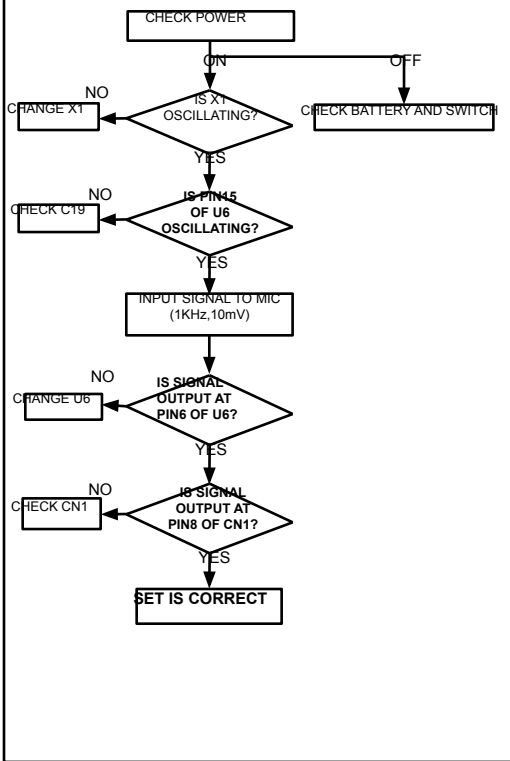 CHECK POWER
ON
OFF
IS X1
OSCILLATING?
NO
CHANGE X1
CHECK BATTERY AND SWITCH
YES
IS PIN15
OF U6
OSCILLATING?
NO
CHECK C19
YES
INPUT SIGNAL TO MIC
(1KHz,10mV)
IS SIGNAL
OUTPUT AT
PIN6 OF U6?
NO
CHANGE U6
YES
IS SIGNAL
OUTPUT AT
PIN8 OF CN1?
NO
CHECK CN1
YES
SET IS CORRECT